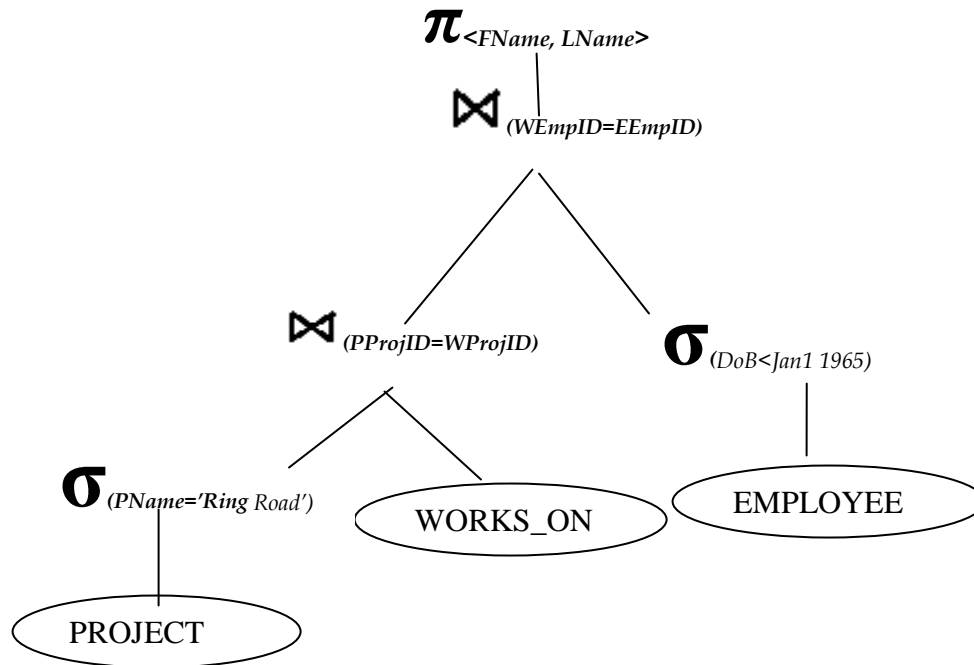 π<FName, LName>
⋈(WEmpID=EEmpID)
⋈(PProjID=WProjID)
σ(DoB<Jan1 1965)
σ(PName='Ring Road')
WORKS_ON
EMPLOYEE
PROJECT